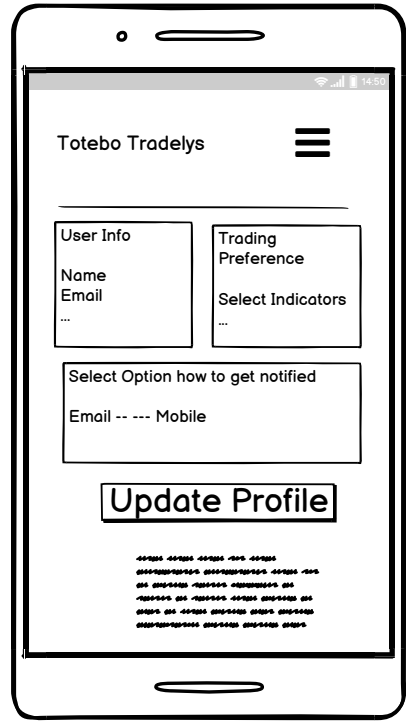 14:50
Totebo Tradelys
User Info
Name
Email
...
Trading
Preference
Select Indicators
...
Select Option how to get notified
Email -- --- Mobile
Update Profile